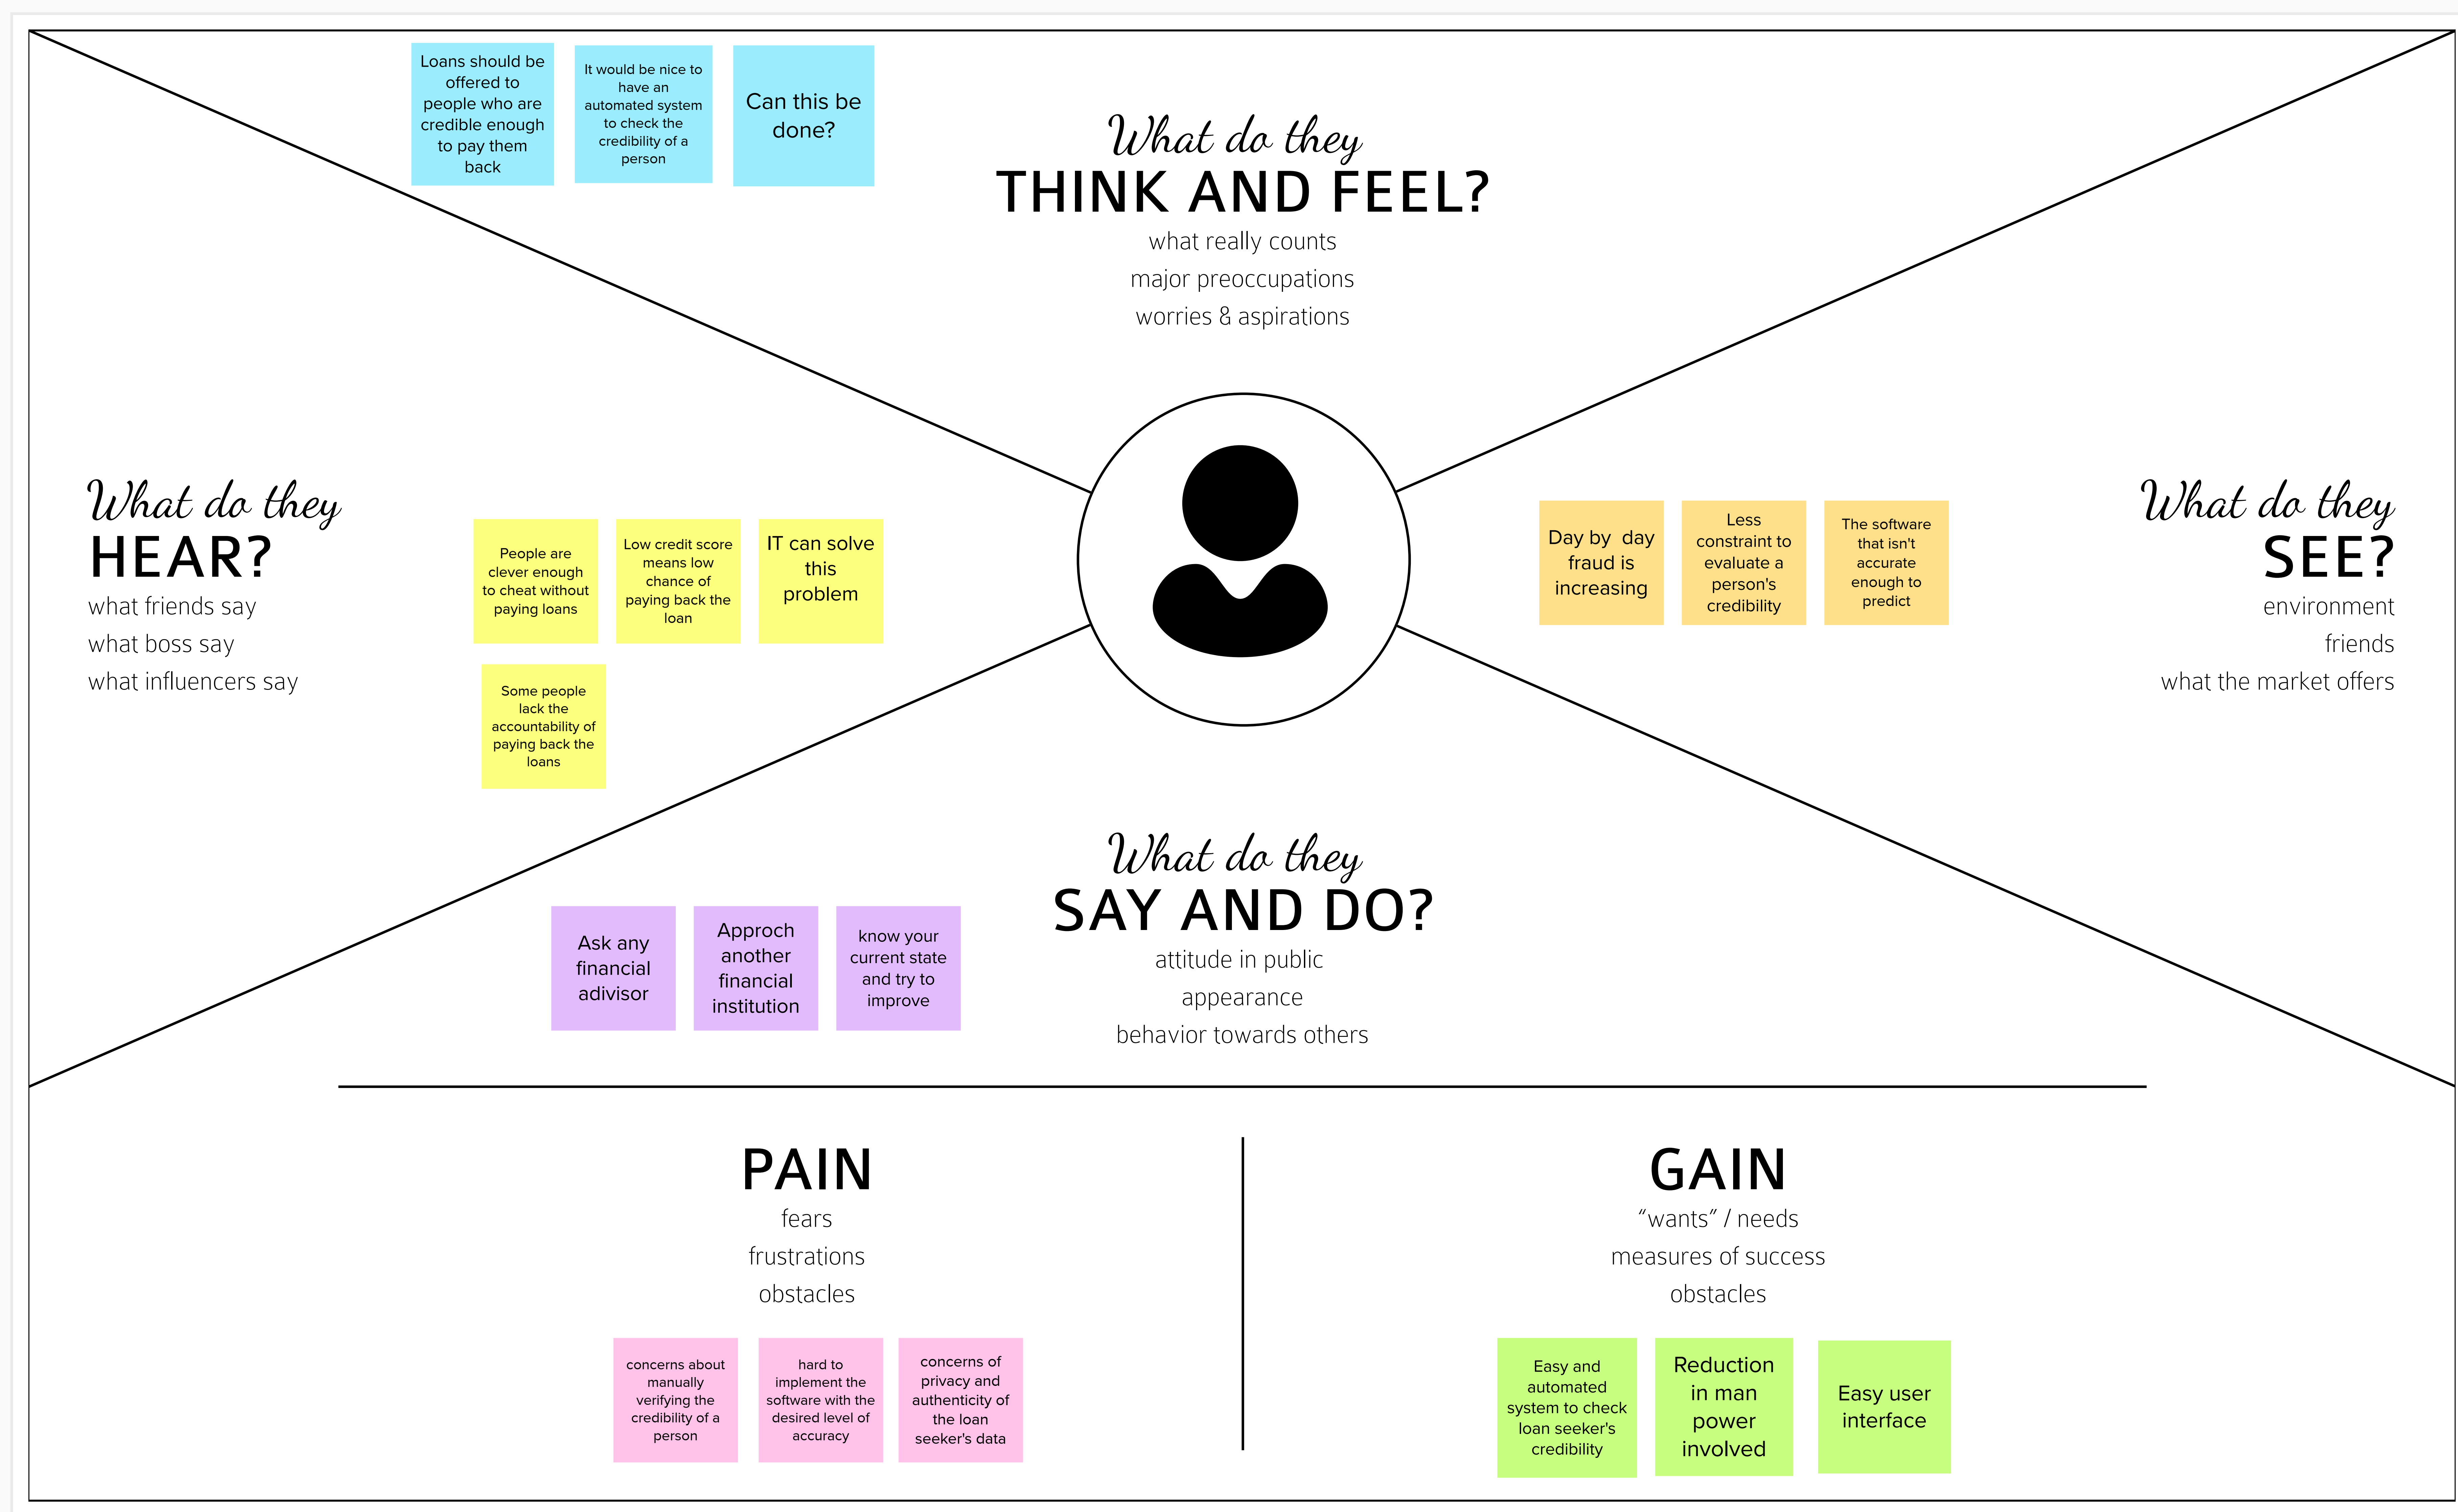 Loans should be
offered to
people who are
credible enough
to pay them
back
It would be nice to
have an
automated system
to check the
credibility of a
person
Can this be
done?
What do they
THINK AND FEEL?
what really counts
major preoccupations
worries & aspirations
What do they
HEAR?
what friends say
what boss say
what influencers say
People are
clever enough
to cheat without
paying loans
Low credit score
means low
chance of
paying back the
loan
IT can solve
this
problem
Some people
lack the
accountability of
paying back the
loans
Day by  day
fraud is
increasing
Less
constraint to
evaluate a
person's
credibility
The software
that isn't
accurate
enough to
predict
What do they
SEE?
environment
friends
what the market offers
What do they
SAY AND DO?
attitude in public
appearance
behavior towards others
Ask any
financial
adivisor
Approch
another
financial
institution
know your
current state
and try to
improve
PAIN
fears
frustrations
obstacles
concerns about
manually
verifying the
credibility of a
person
hard to
implement the
software with the
desired level of
accuracy
concerns of
privacy and
authenticity of
the loan
seeker's data
GAIN
“wants” / needs
measures of success
obstacles
Easy and
automated
system to check
loan seeker's
credibility
Reduction
in man
power
involved
Easy user
interface